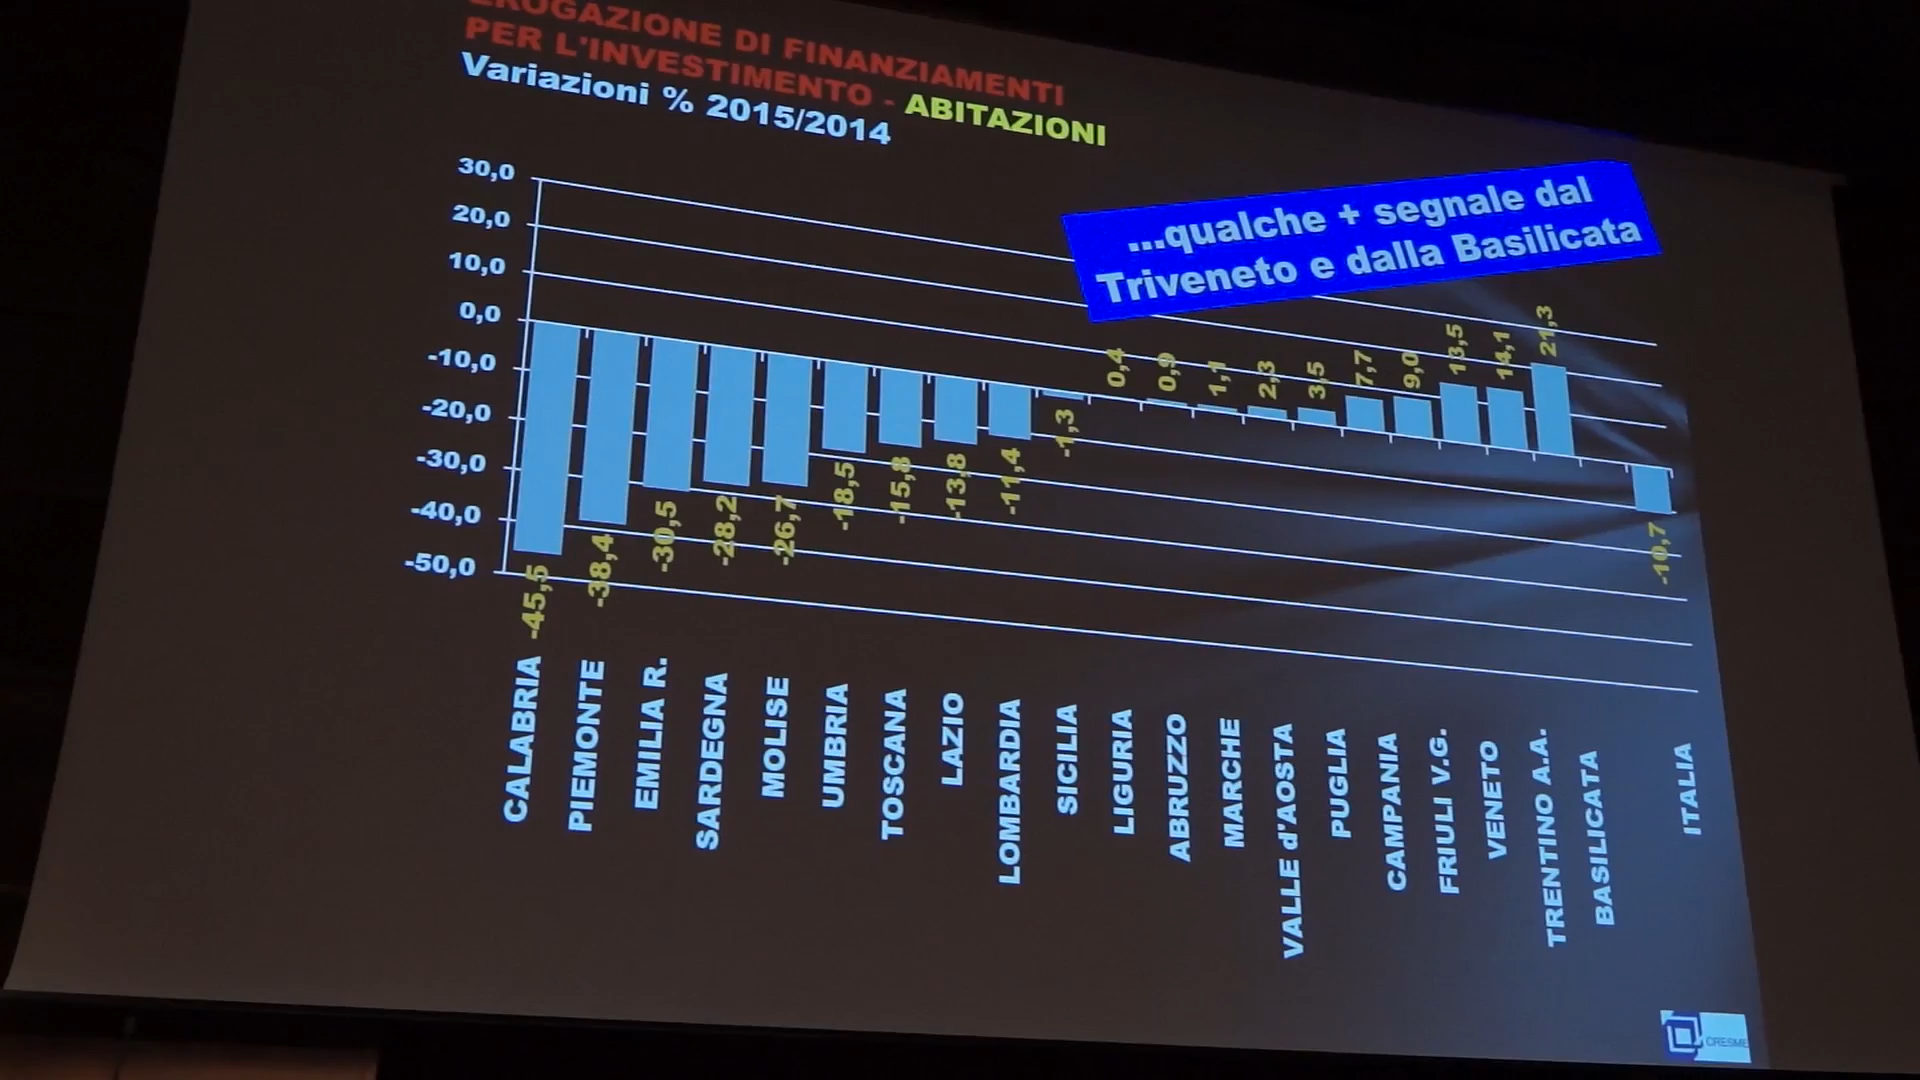 EROGAZIONE DI FINANZIAMENTI
PER L'INVESTIMENTO - ABITAZIONI
Variazioni % 2015/2014
...qualche + segnale dal
Triveneto e dalla Basilicata
30,0
20,0
10,0
0,0
-10,0
-20,0
-30,0
-40,0
-50,0
-45,5
-38,4
-30,5
-28,2
-26,7
-18,5
-15,8
-13,8
-11,4
-1,3
0,4
0,9
1,1
2,3
3,5
7,7
9,0
13,5
14,1
21,3
-10,7
CALABRIA
PIEMONTE
EMILIA R.
SARDEGNA
MOLISE
UMBRIA
TOSCANA
LAZIO
LOMBARDIA
SICILIA
LIGURIA
ABRUZZO
MARCHE
VALLE d'AOSTA
PUGLIA
CAMPANIA
FRIULI V.G.
VENETO
TRENTINO A.A.
BASILICATA
ITALIA
CRESME